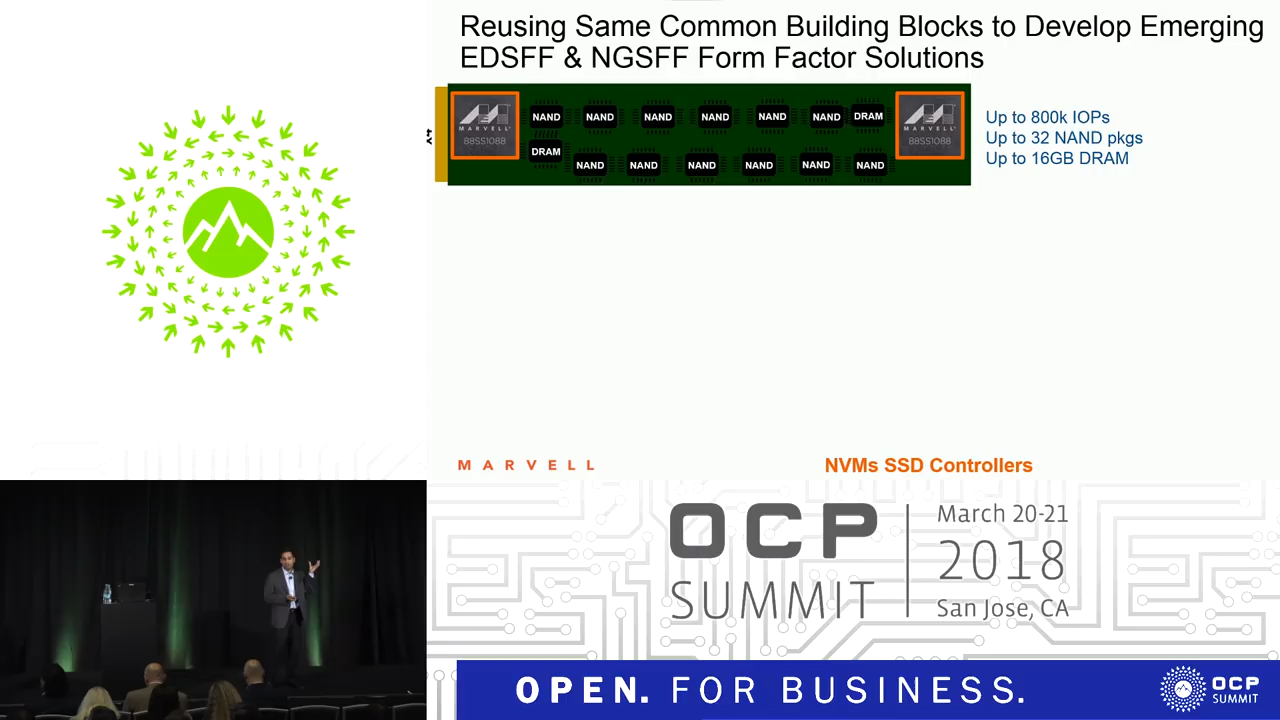 Reusing Same Common Building Blocks to Develop Emerging
EDSFF & NGSFF Form Factor Solutions
MARVELL®
88SS1088
NAND
NAND
NAND
NAND
NAND
NAND
DRAM
MARVELL®
88SS1088
DRAM
NAND
NAND
NAND
NAND
NAND
NAND
Up to 800k IOPs
Up to 32 NAND pkgs
Up to 16GB DRAM
MARVELL
NVMs SSD Controllers
OCP
SUMMIT
March 20-21
2018
San Jose, CA
OPEN. FOR BUSINESS.
OCP
SUMMIT